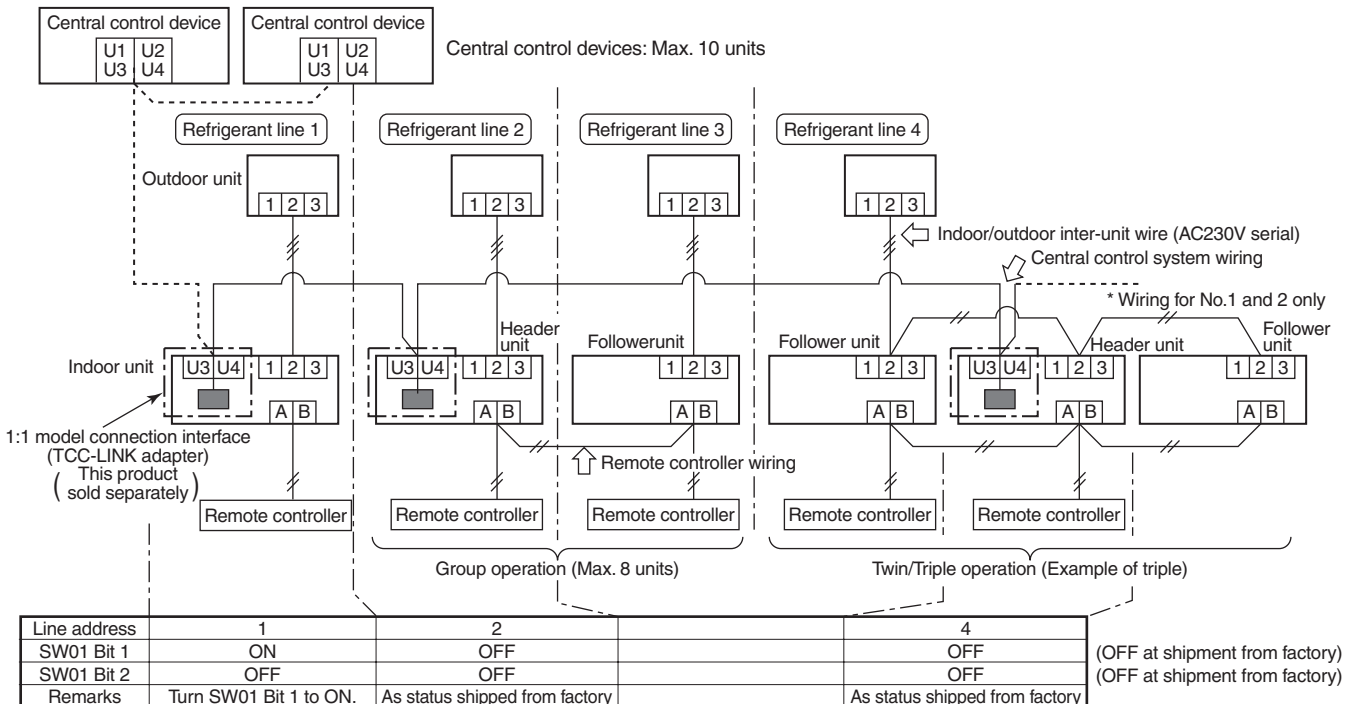 Central control device Central control device
U1 U2 U1 U2
U3 U4 U3 U4
Central control devices: Max. 10 units
Refrigerant line 1 Refrigerant line 2 Refrigerant line 3 Refrigerant line 4
Outdoor unit
1 2 3 1 2 3 1 2 3 1 2 3
Indoor/outdoor inter-unit wire (AC230V serial)
Central control system wiring
* Wiring for No.1 and 2 only
Header unit
Followerunit
Follower unit
Header unit
Follower unit
Indoor unit
U3 U4 1 2 3 U3 U4 1 2 3 1 2 3 1 2 3 U3 U4 1 2 3 1 2 3
A B A B A B A B A B A B
1:1 model connection interface
(TCC-LINK adapter)
( This product
sold separately )
Remote controller wiring
Remote controller Remote controller Remote controller Remote controller Remote controller
Group operation (Max. 8 units) Twin/Triple operation (Example of triple)
Line address 1 2 4
SW01 Bit 1 ON OFF OFF (OFF at shipment from factory)
SW01 Bit 2 OFF OFF OFF (OFF at shipment from factory)
Remarks Turn SW01 Bit 1 to ON. As status shipped from factory As status shipped from factory